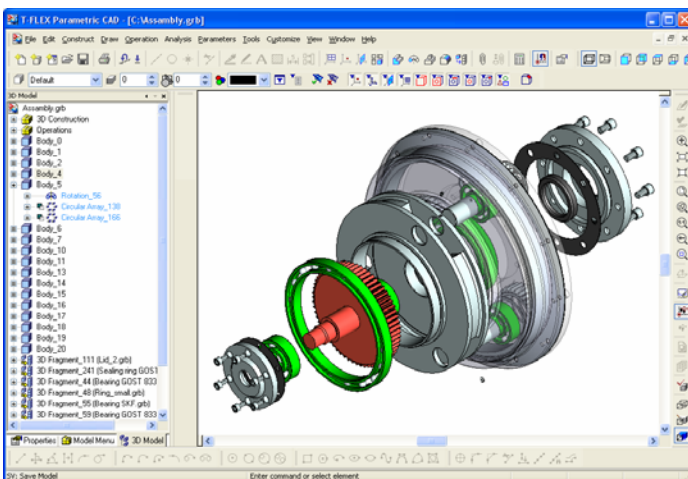 T-FLEX Parametric CAD - [C:\Assembly.grb]
File Edit Construct Draw Operation Analysis Parameters Tools Customize View Window Help
Default 0 0
3D Model
Assembly.grb
3D Construction
Operations
Body_0
Body_1
Body_2
Body_4
Body_5
Rotation_56
Circular Array_138
Circular Array_166
Body_6
Body_7
Body_10
Body_11
Body_13
Body_14
Body_15
Body_16
Body_17
Body_18
Body_19
Body_20
3D Fragment_111 (Lid_2.grb)
3D Fragment_241 (Sealing ring GOST
3D Fragment_44 (Bearing GOST 833
3D Fragment_48 (Ring_small.grb)
3D Fragment_55 (Bearing SKF.grb)
3D Fragment_59 (Bearing GOST 833
Properties Model Menu 3D Model
SV: Save Model Enter command or select element